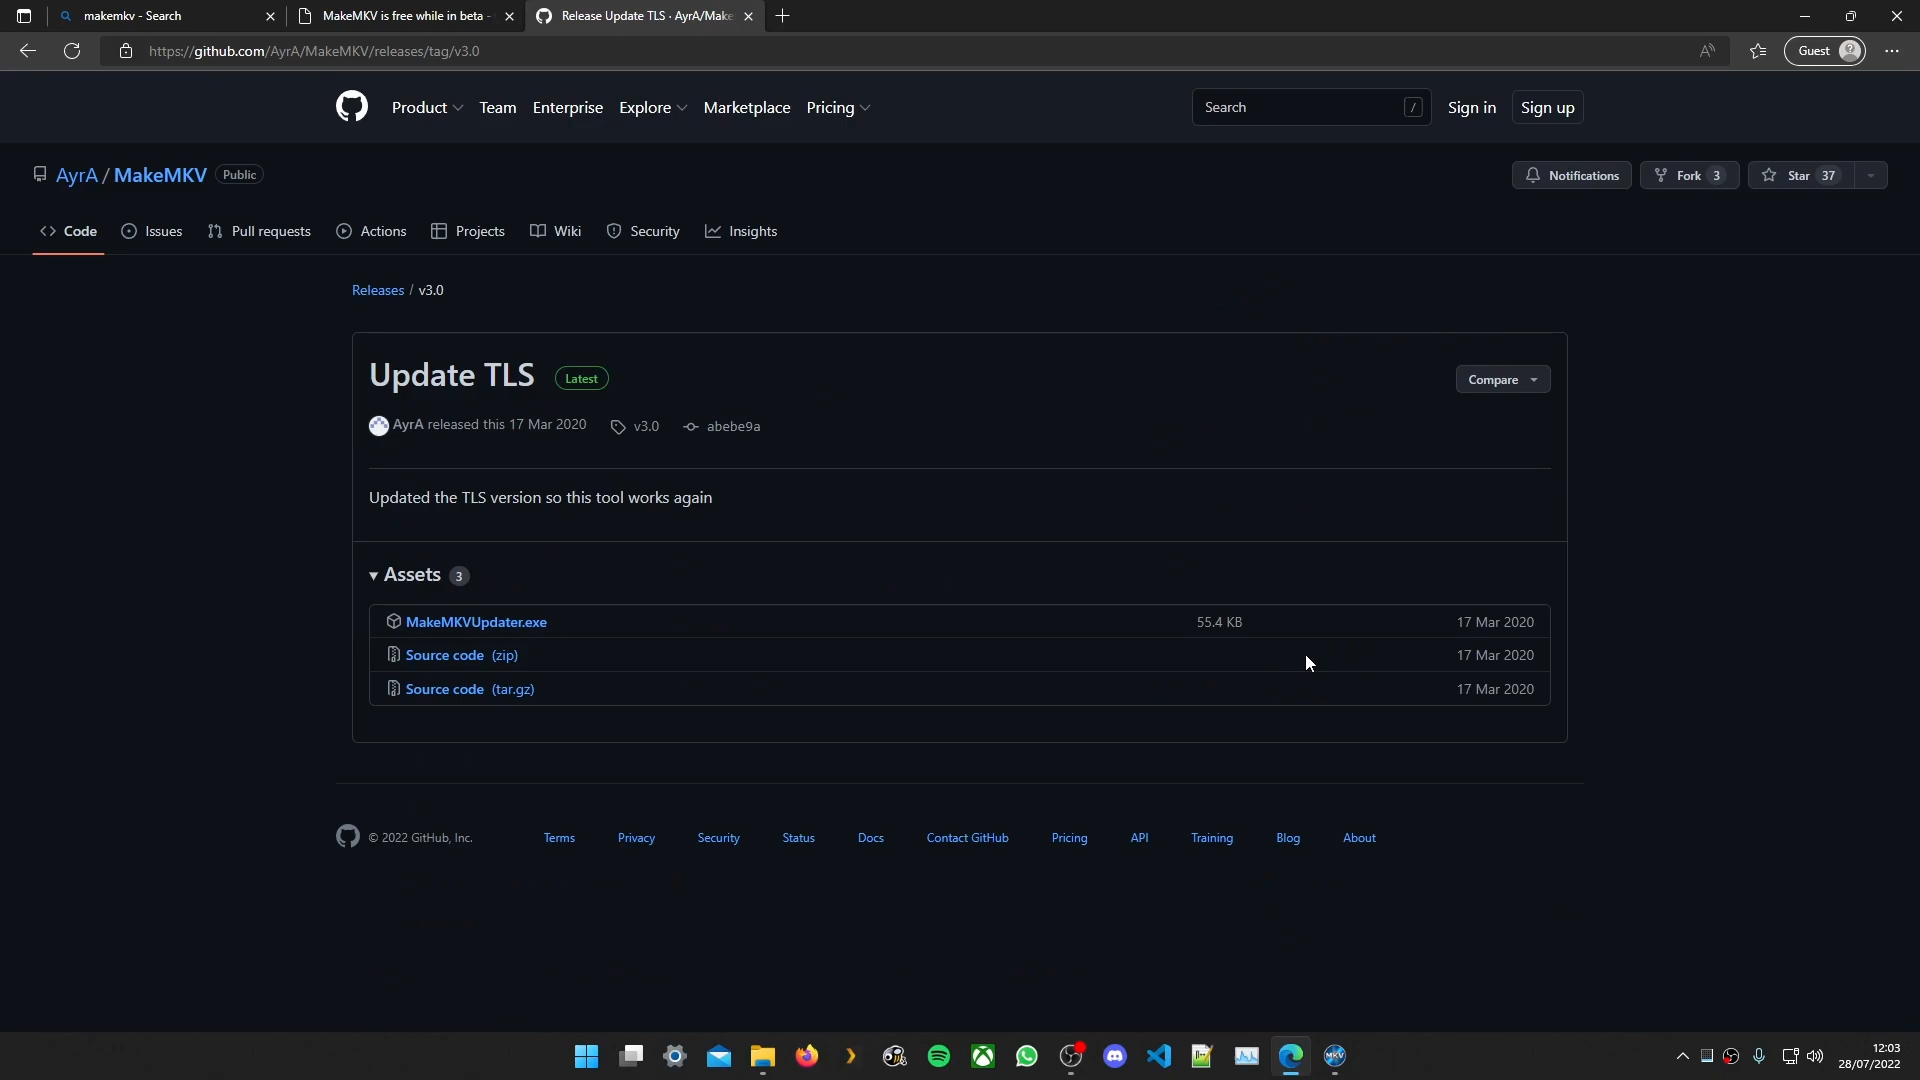 makemkv - Search
MakeMKV is free while in beta -
Release Update TLS · AyrA/Make
https://github.com/AyrA/MakeMKV/releases/tag/v3.0
Guest
Product
Team
Enterprise
Explore
Marketplace
Pricing
Search
/
Sign in
Sign up
AyrA / MakeMKV
Public
Notifications
Fork 3
Star 37
Code
Issues
Pull requests
Actions
Projects
Wiki
Security
Insights
Releases / v3.0
Update TLS
Latest
Compare
AyrA released this 17 Mar 2020
v3.0
abebe9a
Updated the TLS version so this tool works again
Assets 3
MakeMKVUpdater.exe
55.4 KB
17 Mar 2020
Source code (zip)
17 Mar 2020
Source code (tar.gz)
17 Mar 2020
© 2022 GitHub, Inc.
Terms
Privacy
Security
Status
Docs
Contact GitHub
Pricing
API
Training
Blog
About
MKV
12:03
28/07/2022